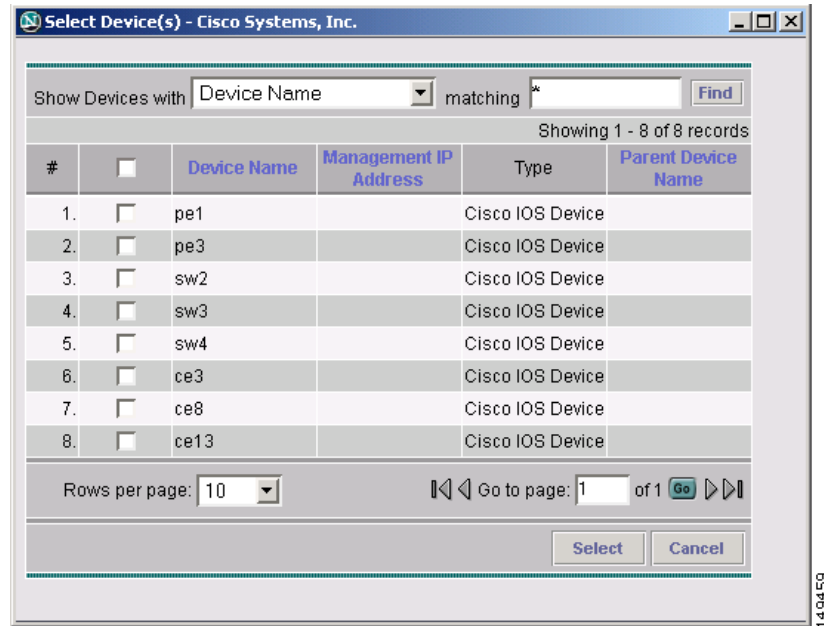 Select Device(s) - Cisco Systems, Inc.
Show Devices with Device Name matching * Find
Showing 1 - 8 of 8 records
# Device Name Management IP Address Type Parent Device Name
1. pe1 Cisco IOS Device
2. pe3 Cisco IOS Device
3. sw2 Cisco IOS Device
4. sw3 Cisco IOS Device
5. sw4 Cisco IOS Device
6. ce3 Cisco IOS Device
7. ce8 Cisco IOS Device
8. ce13 Cisco IOS Device
Rows per page: 10 Go to page: 1 of 1 Go
Select Cancel
149459